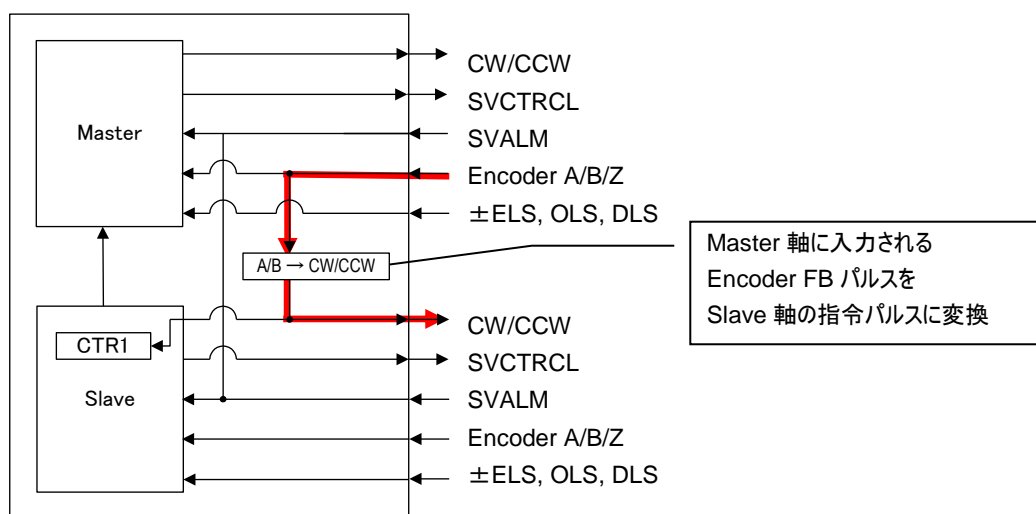 Master
CW/CCW
SVCTRCL
SVALM
Encoder A/B/Z
±ELS, OLS, DLS
A/B → CW/CCW
Master 軸に入力される
Encoder FB パルスを
Slave 軸の指令パルスに変換
CTR1
Slave
CW/CCW
SVCTRCL
SVALM
Encoder A/B/Z
±ELS, OLS, DLS